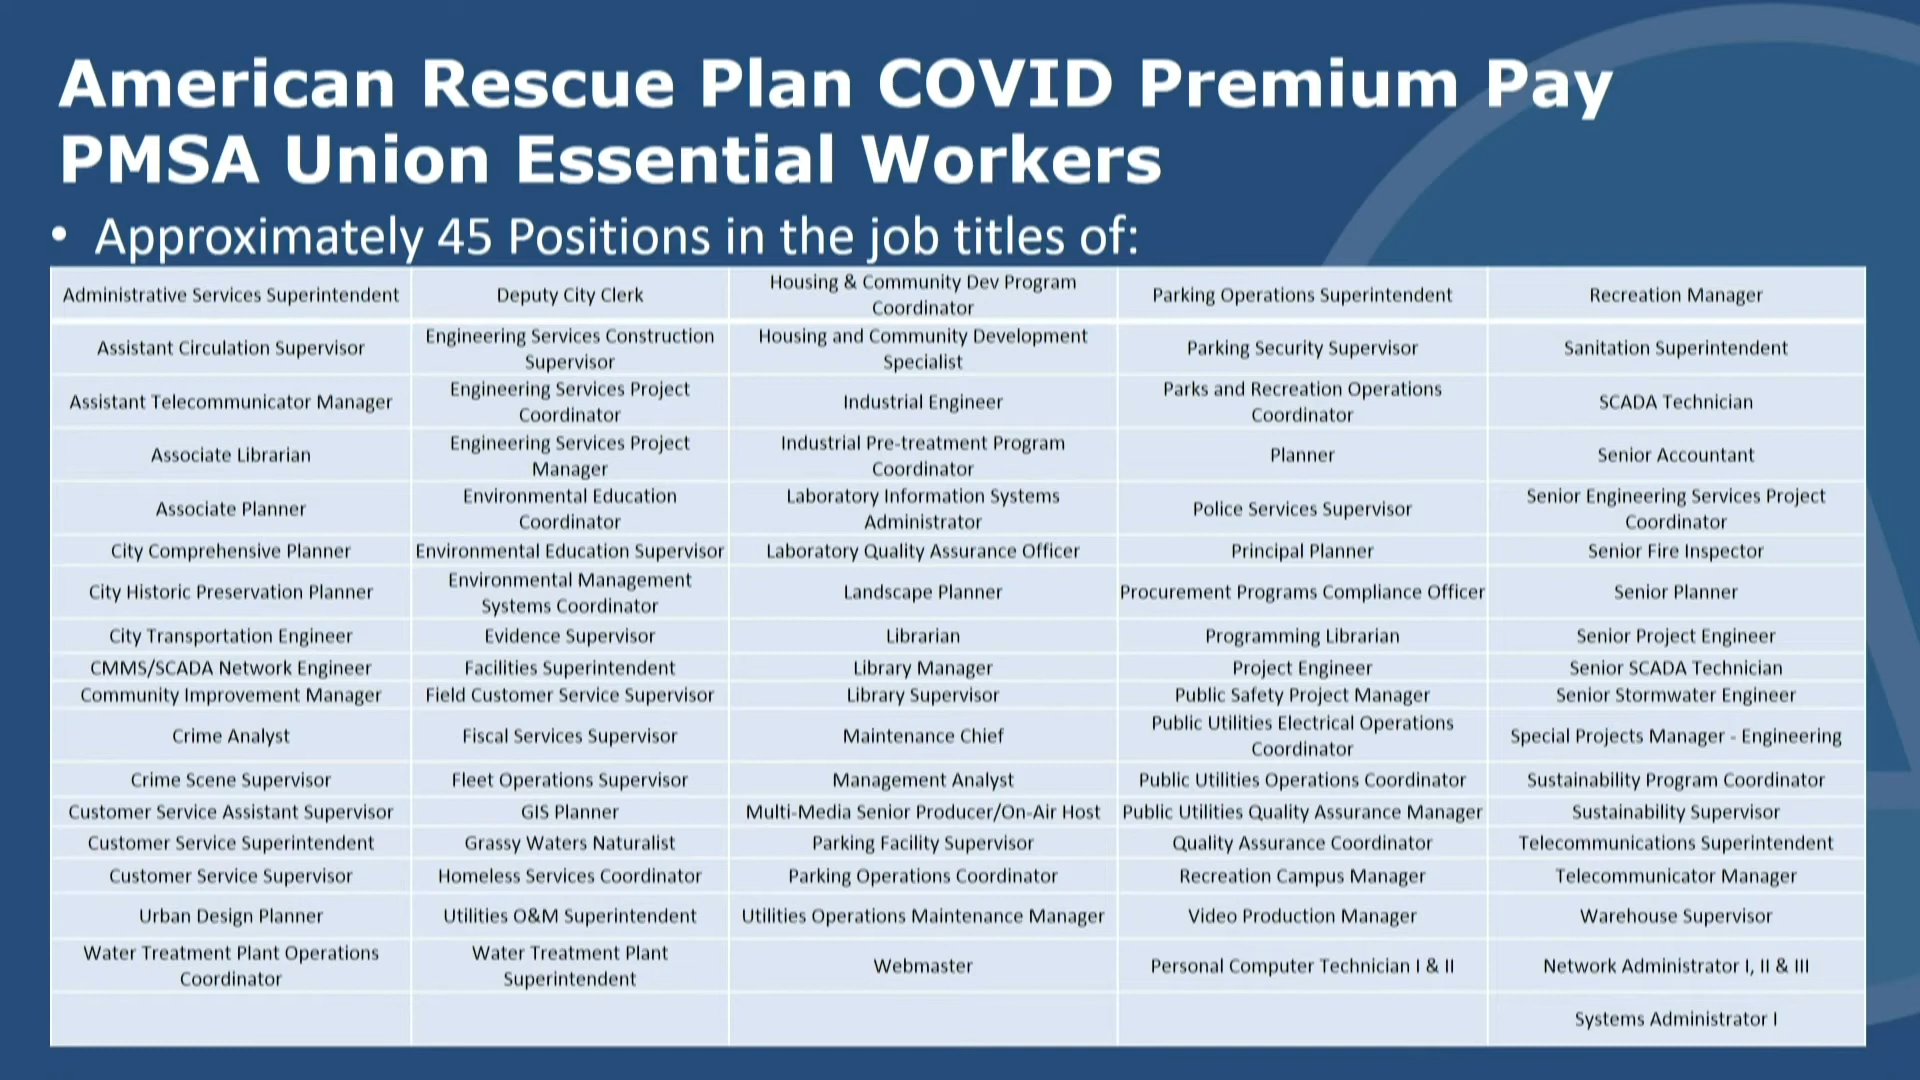 American Rescue Plan COVID Premium Pay
PMSA Union Essential Workers
• Approximately 45 Positions in the job titles of:
Administrative Services Superintendent
Deputy City Clerk
Housing & Community Dev Program
Coordinator
Parking Operations Superintendent
Recreation Manager
Assistant Circulation Supervisor
Engineering Services Construction
Supervisor
Housing and Community Development
Specialist
Parking Security Supervisor
Sanitation Superintendent
Assistant Telecommunicator Manager
Engineering Services Project
Coordinator
Industrial Engineer
Parks and Recreation Operations
Coordinator
SCADA Technician
Associate Librarian
Engineering Services Project
Manager
Industrial Pre-treatment Program
Coordinator
Planner
Senior Accountant
Associate Planner
Environmental Education
Coordinator
Laboratory Information Systems
Administrator
Police Services Supervisor
Senior Engineering Services Project
Coordinator
City Comprehensive Planner
Environmental Education Supervisor
Laboratory Quality Assurance Officer
Principal Planner
Senior Fire Inspector
City Historic Preservation Planner
Environmental Management
Systems Coordinator
Landscape Planner
Procurement Programs Compliance Officer
Senior Planner
City Transportation Engineer
Evidence Supervisor
Librarian
Programming Librarian
Senior Project Engineer
CMMS/SCADA Network Engineer
Facilities Superintendent
Library Manager
Project Engineer
Senior SCADA Technician
Community Improvement Manager
Field Customer Service Supervisor
Library Supervisor
Public Safety Project Manager
Senior Stormwater Engineer
Crime Analyst
Fiscal Services Supervisor
Maintenance Chief
Public Utilities Electrical Operations
Coordinator
Special Projects Manager - Engineering
Crime Scene Supervisor
Fleet Operations Supervisor
Management Analyst
Public Utilities Operations Coordinator
Sustainability Program Coordinator
Customer Service Assistant Supervisor
GIS Planner
Multi-Media Senior Producer/On-Air Host
Public Utilities Quality Assurance Manager
Sustainability Supervisor
Customer Service Superintendent
Grassy Waters Naturalist
Parking Facility Supervisor
Quality Assurance Coordinator
Telecommunications Superintendent
Customer Service Supervisor
Homeless Services Coordinator
Parking Operations Coordinator
Recreation Campus Manager
Telecommunicator Manager
Urban Design Planner
Utilities O&M Superintendent
Utilities Operations Maintenance Manager
Video Production Manager
Warehouse Supervisor
Water Treatment Plant Operations
Coordinator
Water Treatment Plant
Superintendent
Webmaster
Personal Computer Technician I & II
Network Administrator I, II & III
Systems Administrator I